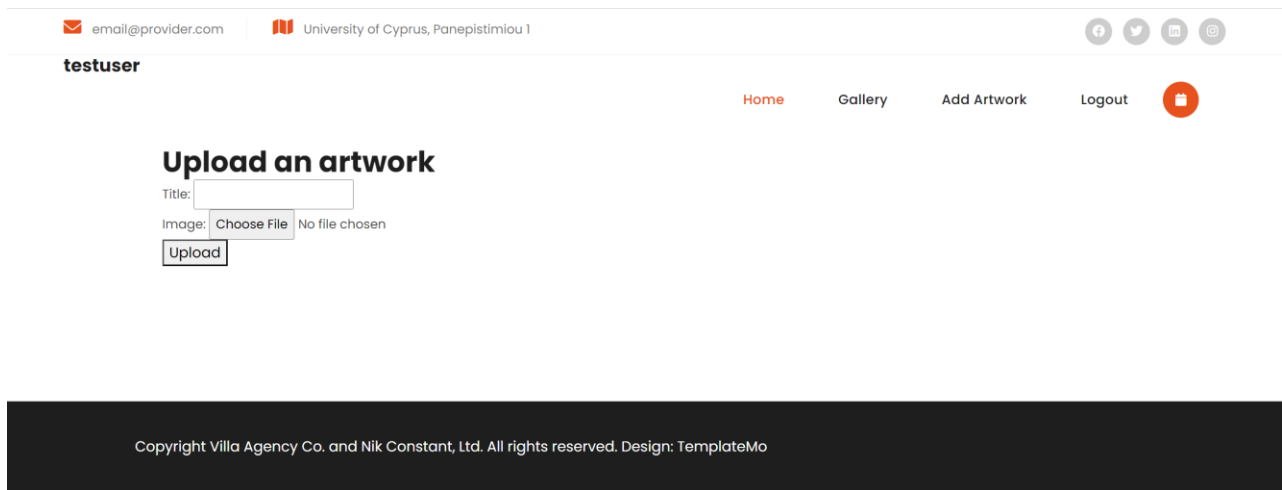 email@provider.com University of Cyprus, Panepistimiou 1
testuser
Home Gallery Add Artwork Logout
Upload an artwork
Title:
Image: Choose File No file chosen
Upload
Copyright Villa Agency Co. and Nik Constant, Ltd. All rights reserved. Design: TemplateMo